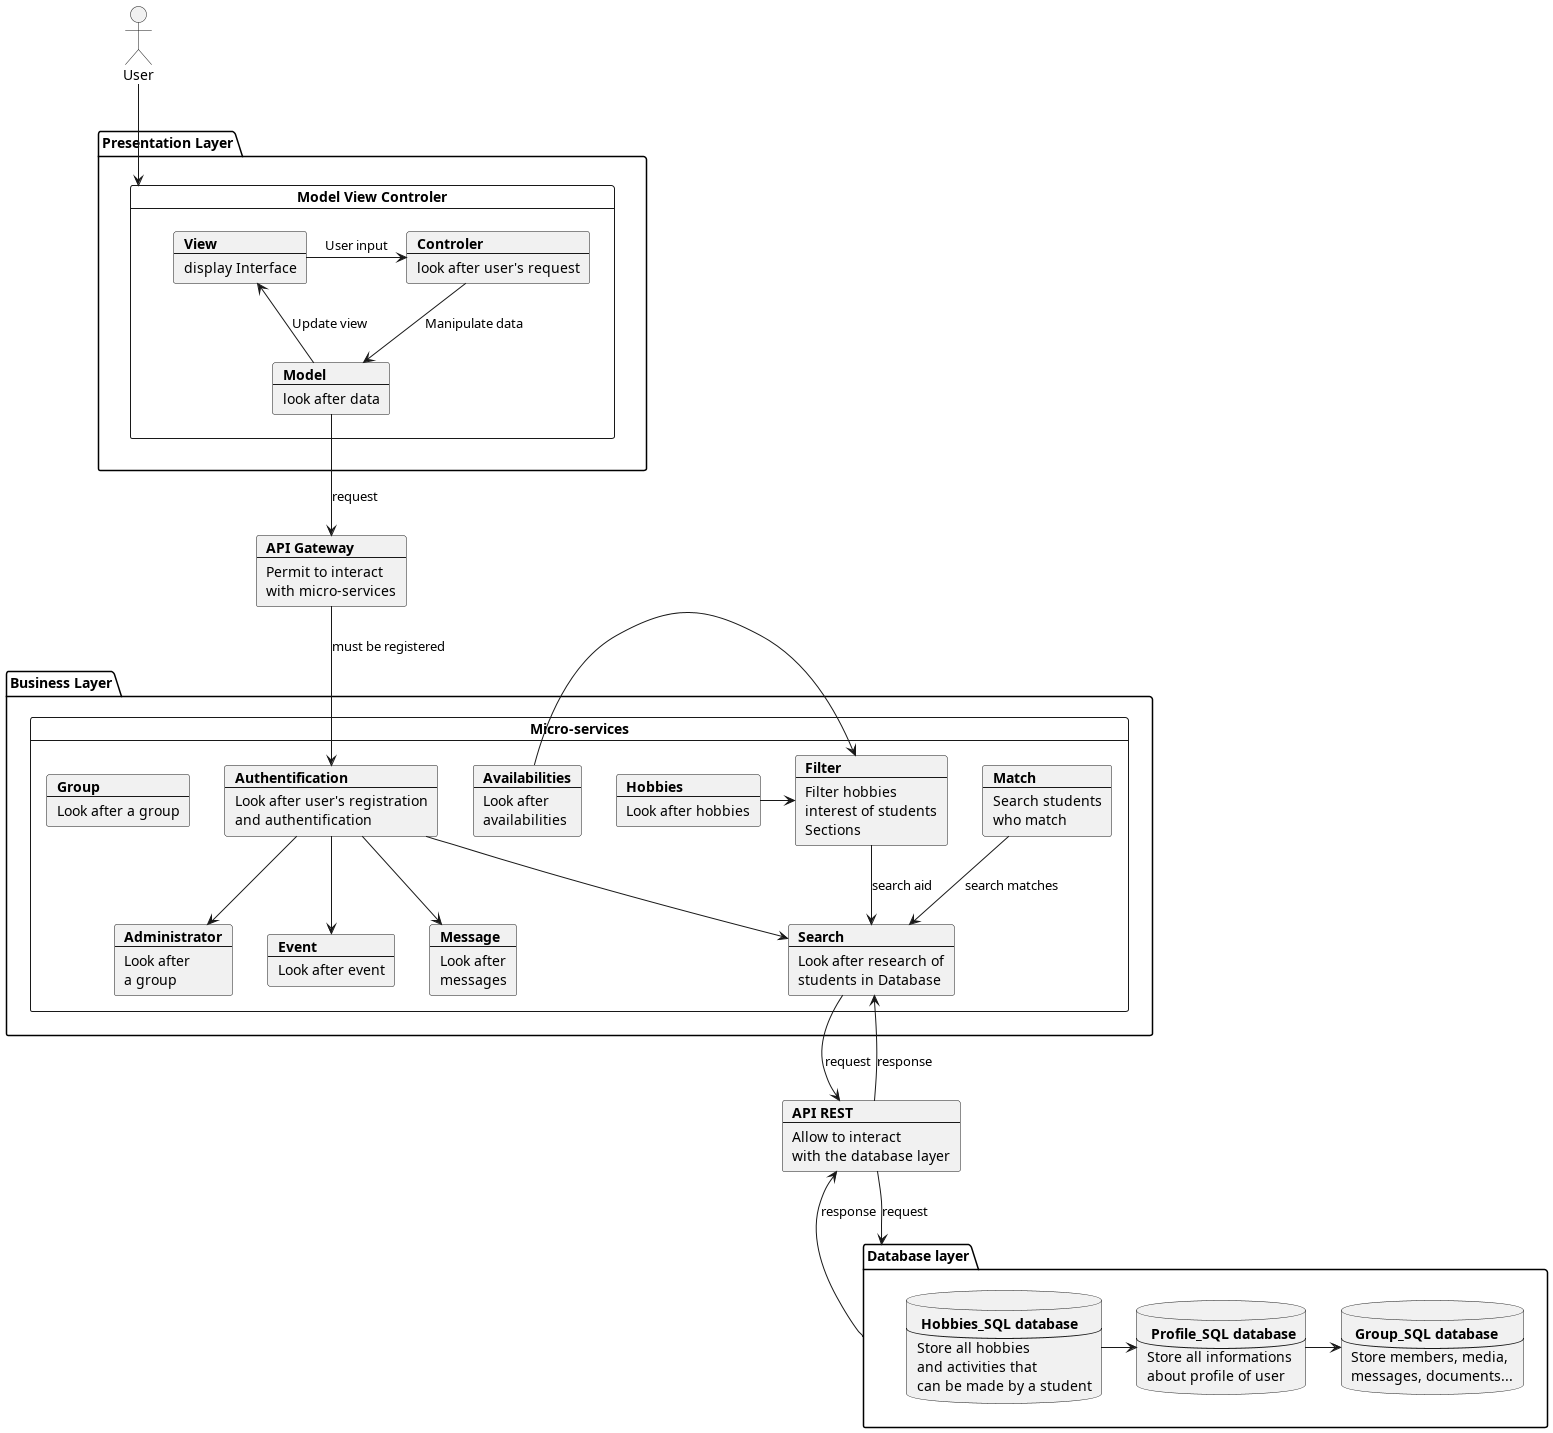 User
Presentation Layer
Model View Controler
View
display Interface
User input
Controler
look after user's request
Update view
Manipulate data
Model
look after data
request
API Gateway
Permit to interact
with micro-services
must be registered
Business Layer
Micro-services
Group
Look after a group
Authentification
Look after user's registration
and authentification
Availabilities
Look after
availabilities
Hobbies
Look after hobbies
Filter
Filter hobbies
interest of students
Sections
Match
Search students
who match
search aid
search matches
Administrator
Look after
a group
Event
Look after event
Message
Look after
messages
Search
Look after research of
students in Database
request
response
API REST
Allow to interact
with the database layer
response
request
Database layer
Hobbies_SQL database
Store all hobbies
and activities that
can be made by a student
Profile_SQL database
Store all informations
about profile of user
Group_SQL database
Store members, media,
messages, documents...